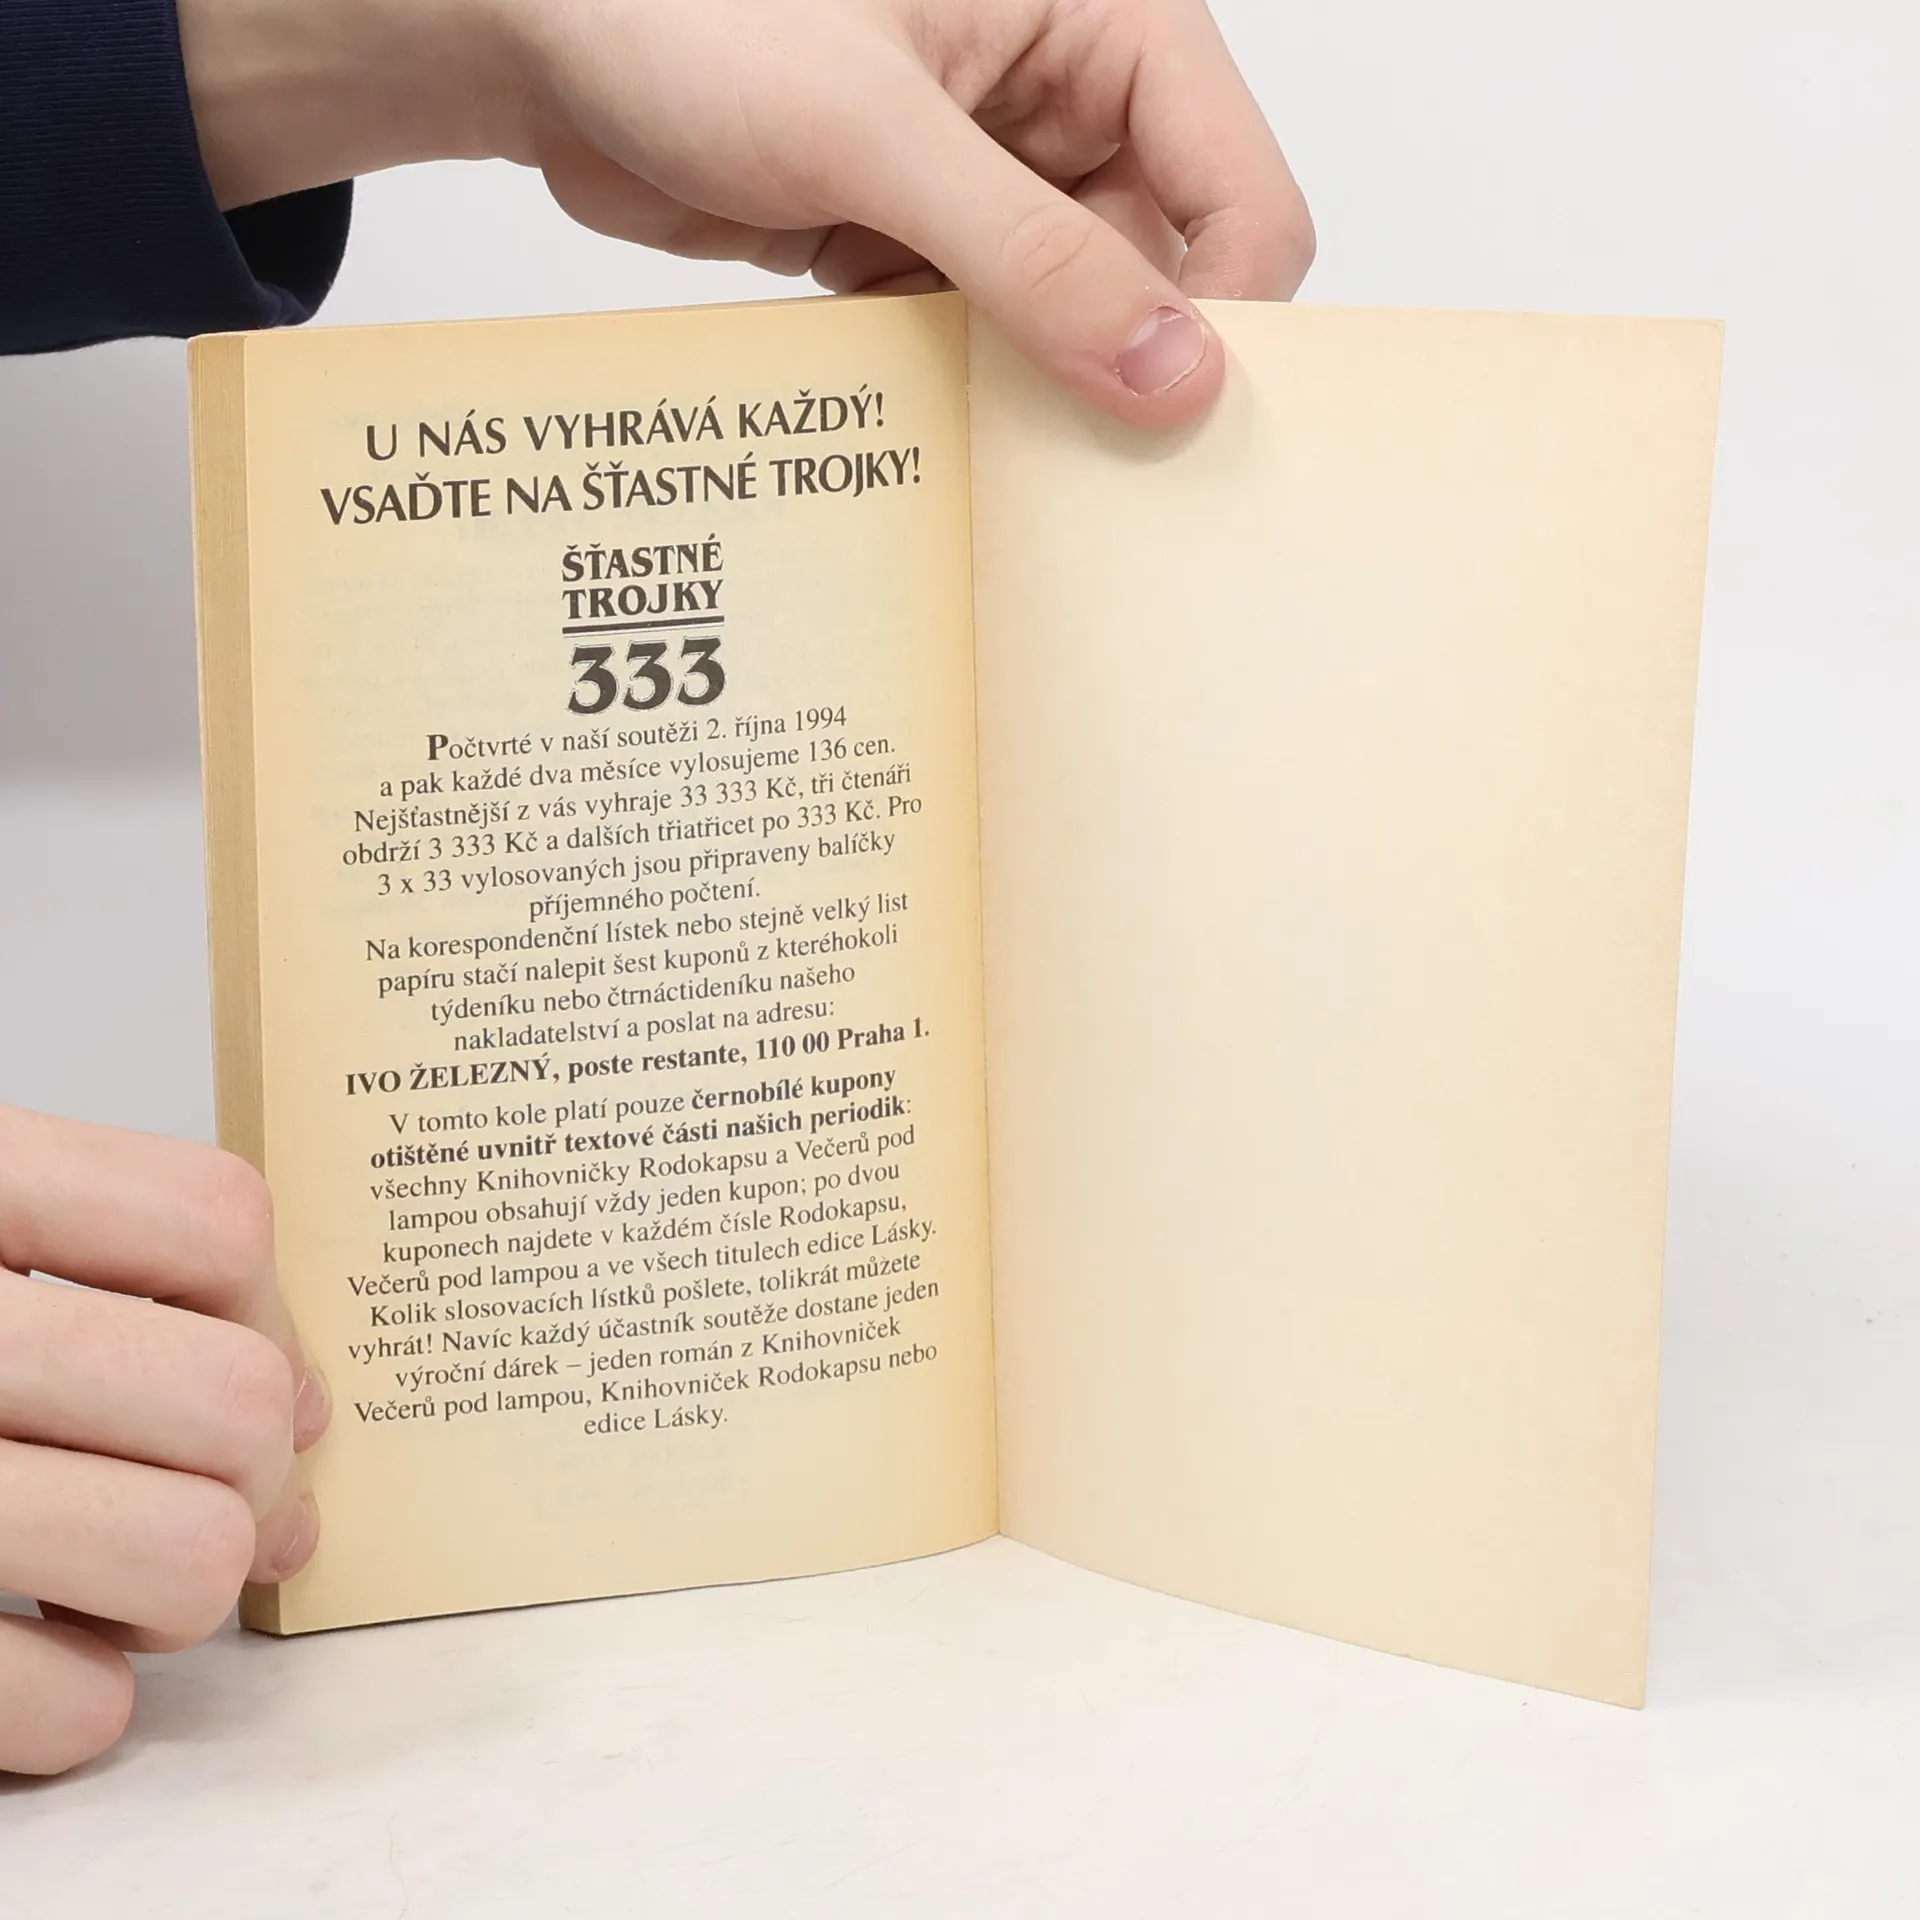 U NÁS VYHRÁVÁ KAŽDÝ!
VSAĎTE NA ŠŤASTNÉ TROJKY!
ŠŤASTNÉ
TROJKY
333
Počtvrté v naší soutěži 2. října 1994
a pak každé dva měsíce vylosujeme 136 cen.
Nejšťastnější z vás vyhraje 33 333 Kč, tři čtenáři
obdrží 3 333 Kč a dalších třiatřicet po 333 Kč. Pro
3 x 33 vylosovaných jsou připraveny balíčky
příjemného počtení.
Na korespondenční lístek nebo stejně velký list
papíru stačí nalepit šest kuponů z kteréhokoli
týdeníku nebo čtrnáctideníku našeho
nakladatelství a poslat na adresu:
IVO ŽELEZNÝ, poste restante, 110 00 Praha 1.
V tomto kole platí pouze černobílé kupony
otištěné uvnitř textové části našich periodik:
všechny Knihovničky Rodokapsu a Večerů pod
lampou obsahují vždy jeden kupon; po dvou
kuponech najdete v každém čísle Rodokapsu,
Večerů pod lampou a ve všech titulech edice Lásky.
Kolik slosovacích lístků pošlete, tolikrát můžete
vyhrát! Navíc každý účastník soutěže dostane jeden
výroční dárek – jeden román z Knihovniček
Večerů pod lampou, Knihovniček Rodokapsu nebo
edice Lásky.